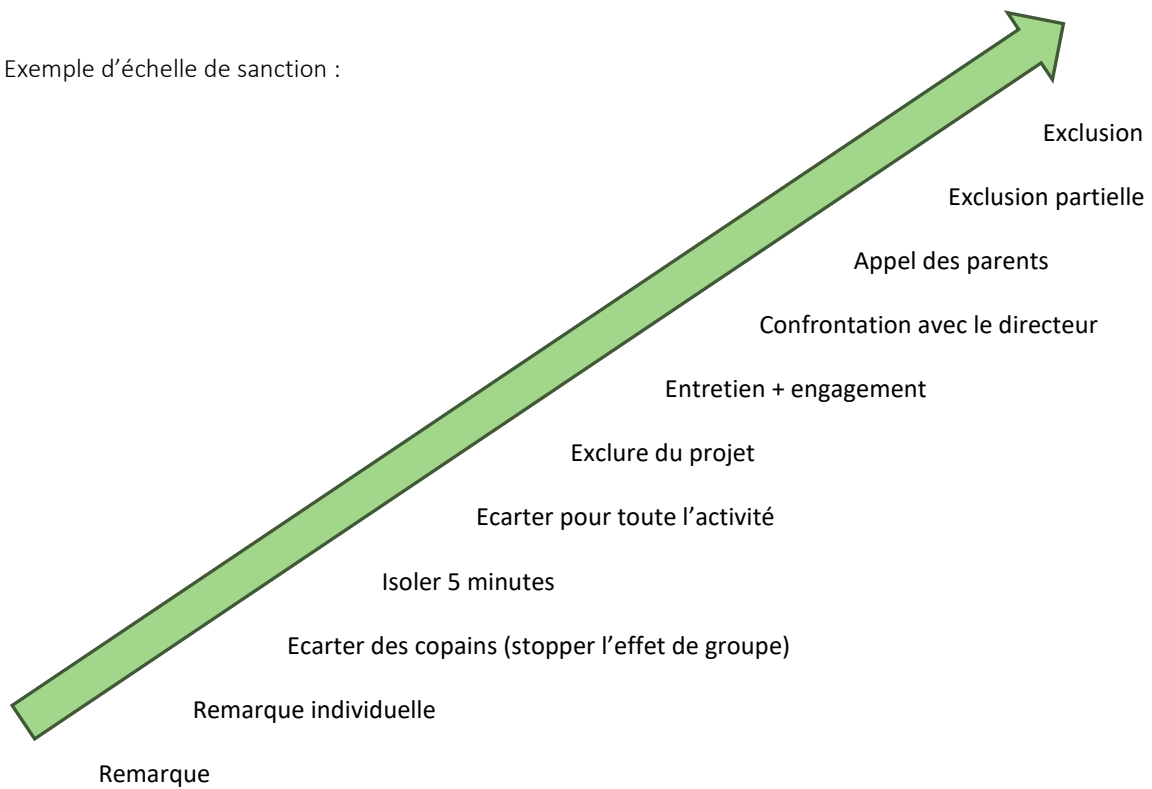 Exemple d’échelle de sanction :
Exclusion
Exclusion partielle
Appel des parents
Confrontation avec le directeur
Entretien + engagement
Exclure du projet
Ecarter pour toute l’activité
Isoler 5 minutes
Ecarter des copains (stopper l’effet de groupe)
Remarque individuelle
Remarque